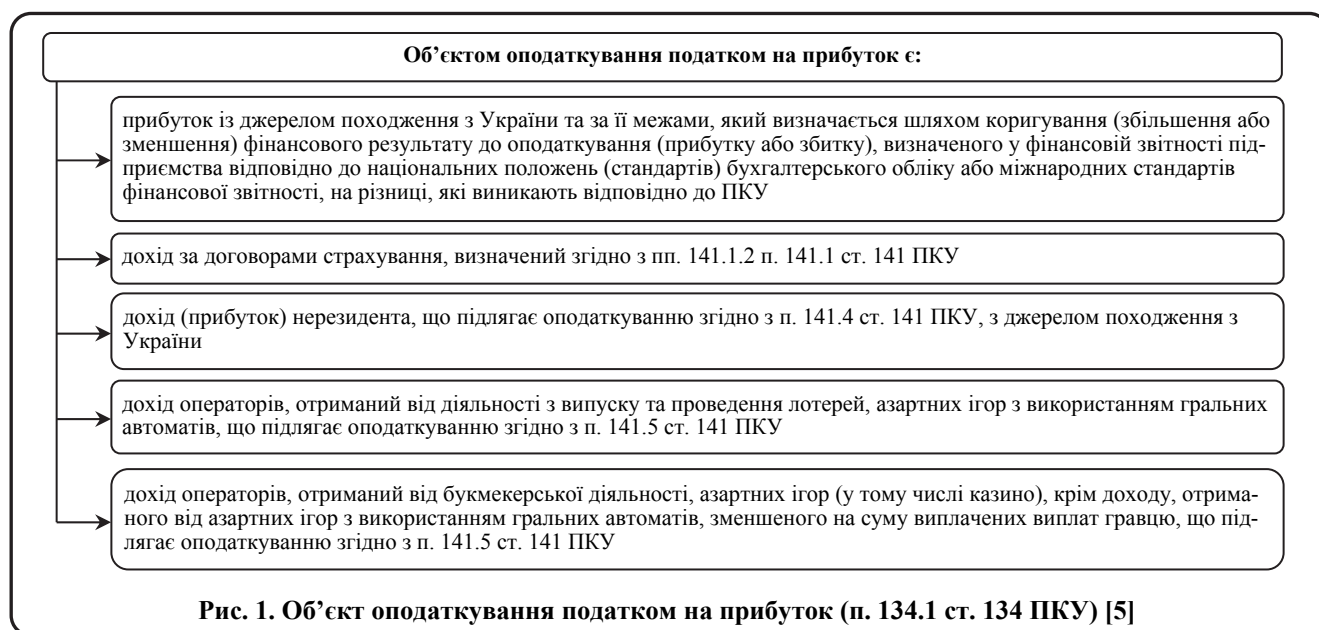 Об’єктом оподаткування податком на прибуток є:
прибуток із джерелом походження з України та за її межами, який визначається шляхом коригування (збільшення або
зменшення) фінансового результату до оподаткування (прибутку або збитку), визначеного у фінансовій звітності під-
приємства відповідно до національних положень (стандартів) бухгалтерського обліку або міжнародних стандартів
фінансової звітності, на різниці, які виникають відповідно до ПКУ
дохід за договорами страхування, визначений згідно з пп. 141.1.2 п. 141.1 ст. 141 ПКУ
дохід (прибуток) нерезидента, що підлягає оподаткуванню згідно з п. 141.4 ст. 141 ПКУ, з джерелом походження з
України
дохід операторів, отриманий від діяльності з випуску та проведення лотерей, азартних ігор з використанням гральних
автоматів, що підлягає оподаткуванню згідно з п. 141.5 ст. 141 ПКУ
дохід операторів, отриманий від букмекерської діяльності, азартних ігор (у тому числі казино), крім доходу, отрима-
ного від азартних ігор з використанням гральних автоматів, зменшеного на суму виплачених виплат гравцю, що під-
лягає оподаткуванню згідно з п. 141.5 ст. 141 ПКУ
Рис. 1. Об’єкт оподаткування податком на прибуток (п. 134.1 ст. 134 ПКУ) [5]